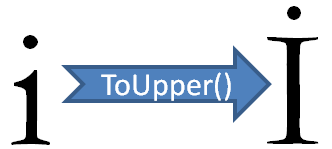 i ToUpper() İ